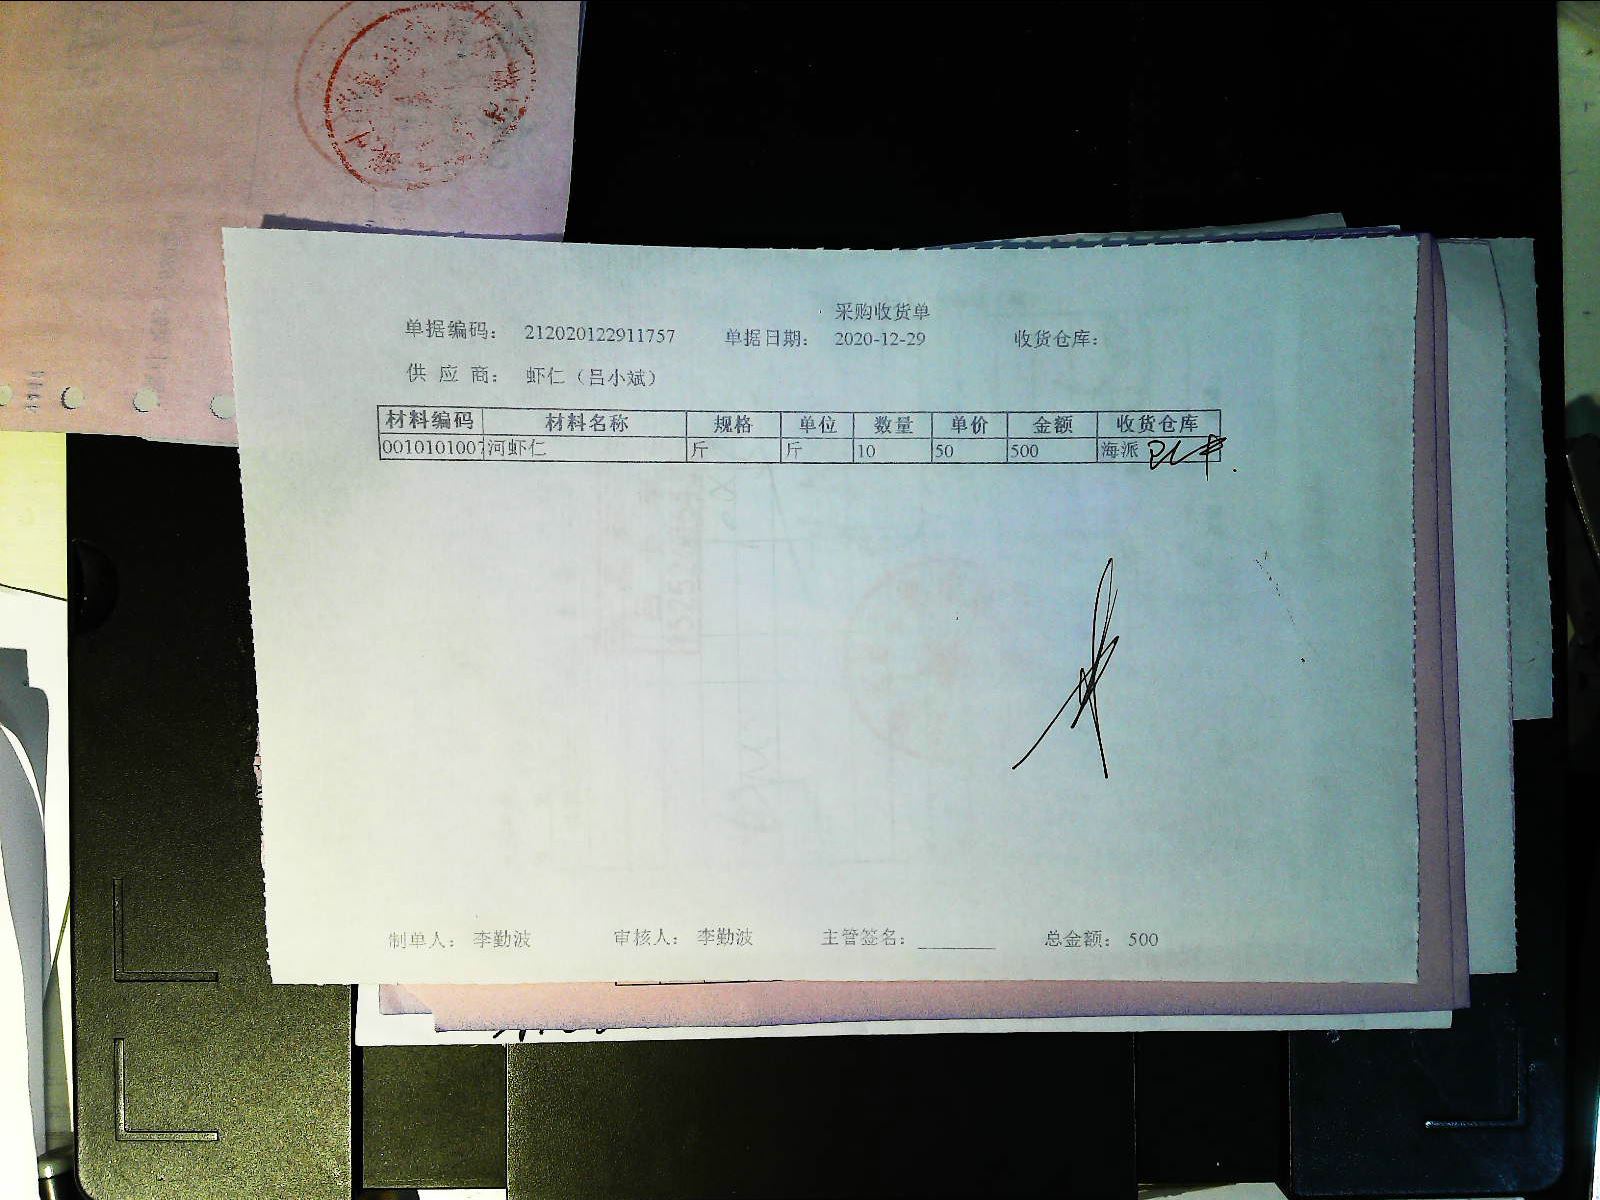 采购收货单
单据编码： 212020122911757 单据日期： 2020-12-29 收货仓库：
供 应 商： 虾仁（吕小斌）
材料编码 材料名称 规格 单位 数量 单价 金额 收货仓库
0010101007 河虾仁 斤 斤 10 50 500 海派
制单人： 李勤波 审核人： 李勤波 主管签名： ________ 总金额： 500